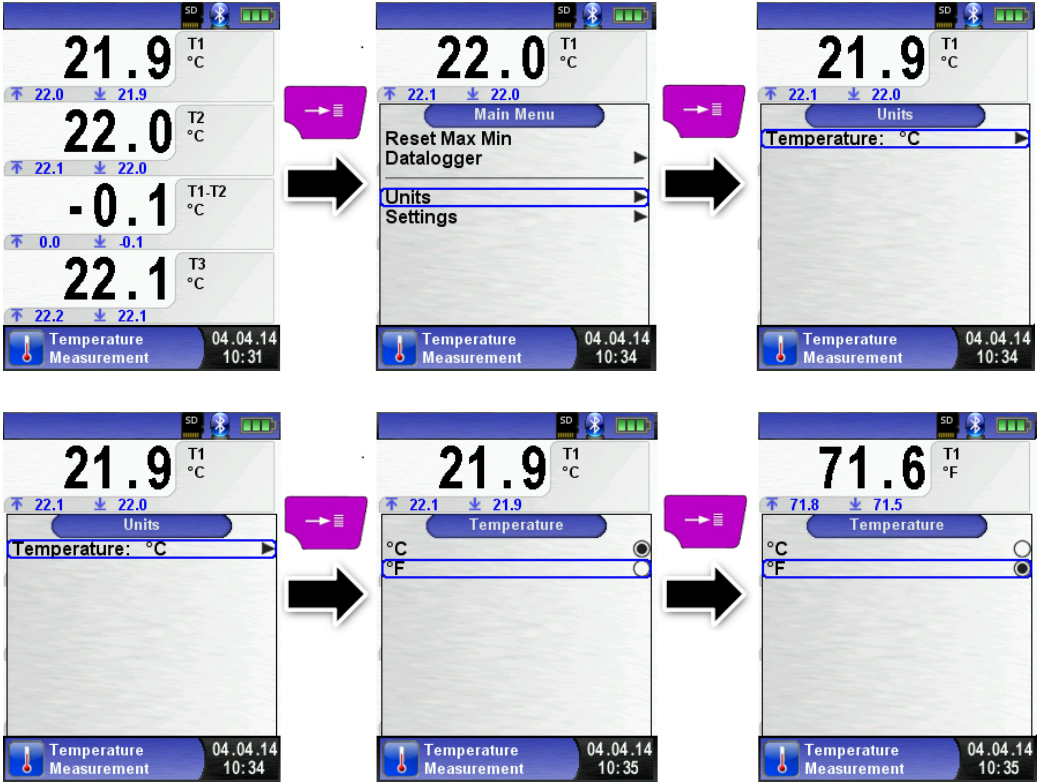 SD
21.9 T1
°C
22.0 21.9
22.0 T2
°C
22.1 22.0
-0.1 T1-T2
°C
0.0 -0.1
22.1 T3
°C
22.2 22.1
Temperature 04.04.14
Measurement 10:31
SD
22.0 T1
°C
22.1 22.0
Main Menu
Reset Max Min
Datalogger
Units
Settings
Temperature 04.04.14
Measurement 10:34
SD
21.9 T1
°C
22.1 22.0
Units
Temperature: °C
Temperature 04.04.14
Measurement 10:34
SD
21.9 T1
°C
22.1 22.0
Units
Temperature: °C
Temperature 04.04.14
Measurement 10:34
SD
21.9 T1
°C
22.1 21.9
Temperature
°C
°F
Temperature 04.04.14
Measurement 10:35
SD
71.6 T1
°F
71.8 71.5
Temperature
°C
°F
Temperature 04.04.14
Measurement 10:35